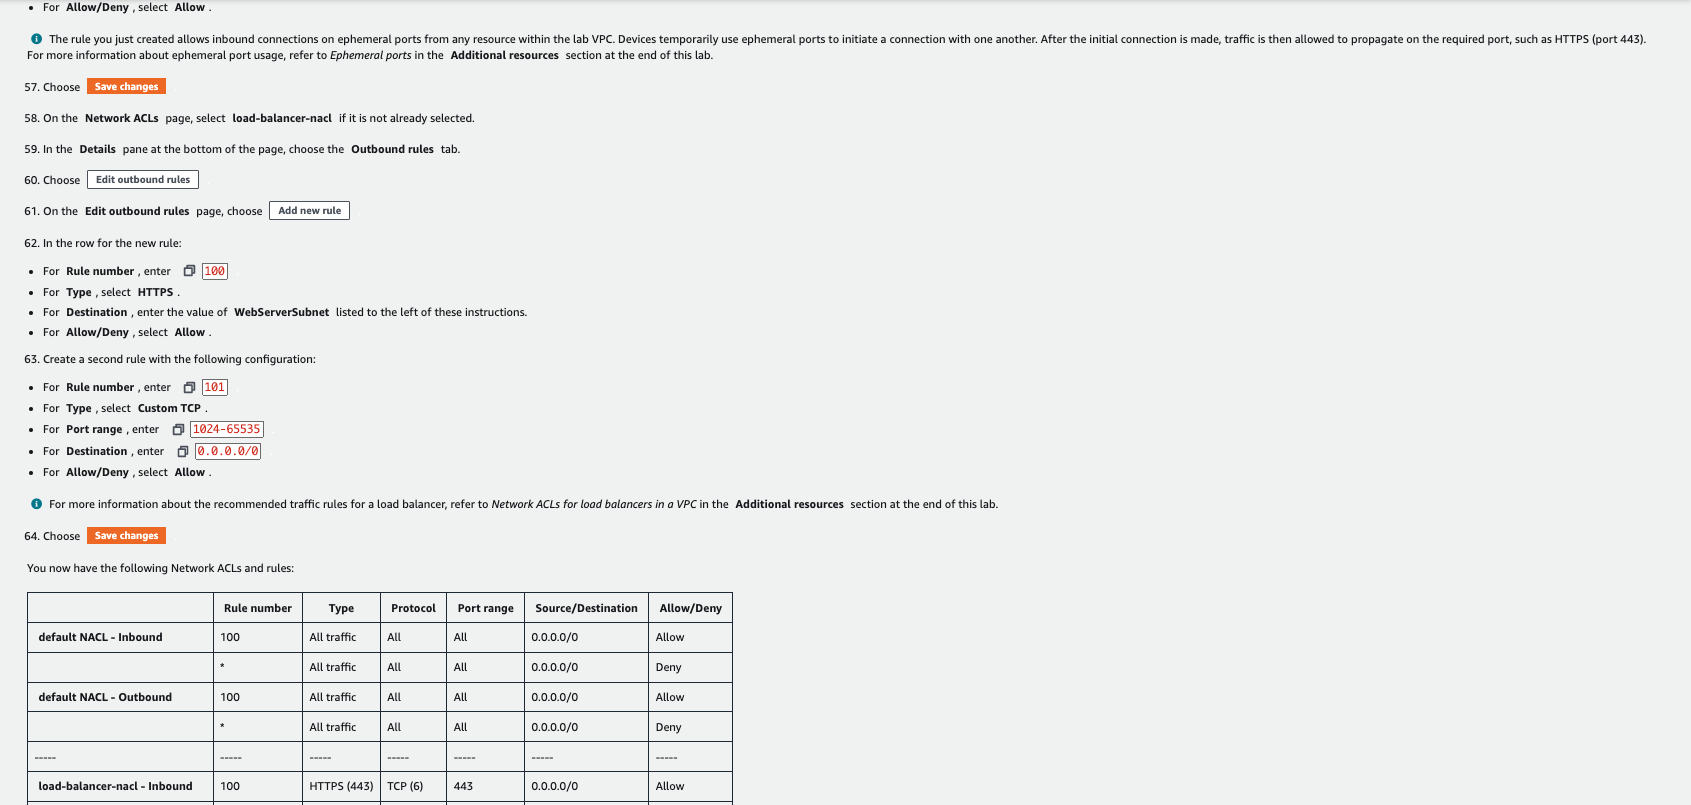 • For Allow/Deny , select Allow .
The rule you just created allows inbound connections on ephemeral ports from any resource within the lab VPC. Devices temporarily use ephemeral ports to initiate a connection with one another. After the initial connection is made, traffic is then allowed to propagate on the required port, such as HTTPS (port 443).
For more information about ephemeral port usage, refer to Ephemeral ports in the Additional resources section at the end of this lab.
57. Choose Save changes
58. On the Network ACLs page, select load-balancer-nacl if it is not already selected.
59. In the Details pane at the bottom of the page, choose the Outbound rules tab.
60. Choose Edit outbound rules
61. On the Edit outbound rules page, choose Add new rule
62. In the row for the new rule:
• For Rule number , enter 100
• For Type , select HTTPS .
• For Destination , enter the value of WebServerSubnet listed to the left of these instructions.
• For Allow/Deny , select Allow .
63. Create a second rule with the following configuration:
• For Rule number , enter 101
• For Type , select Custom TCP .
• For Port range , enter 1024-65535
• For Destination , enter 0.0.0.0/0
• For Allow/Deny , select Allow .
For more information about the recommended traffic rules for a load balancer, refer to Network ACLs for load balancers in a VPC in the Additional resources section at the end of this lab.
64. Choose Save changes
You now have the following Network ACLs and rules:
Rule number Type Protocol Port range Source/Destination Allow/Deny
default NACL - Inbound 100 All traffic All All 0.0.0.0/0 Allow
* All traffic All All 0.0.0.0/0 Deny
default NACL - Outbound 100 All traffic All All 0.0.0.0/0 Allow
* All traffic All All 0.0.0.0/0 Deny
----- ----- ----- ----- ----- ----- -----
load-balancer-nacl - Inbound 100 HTTPS (443) TCP (6) 443 0.0.0.0/0 Allow